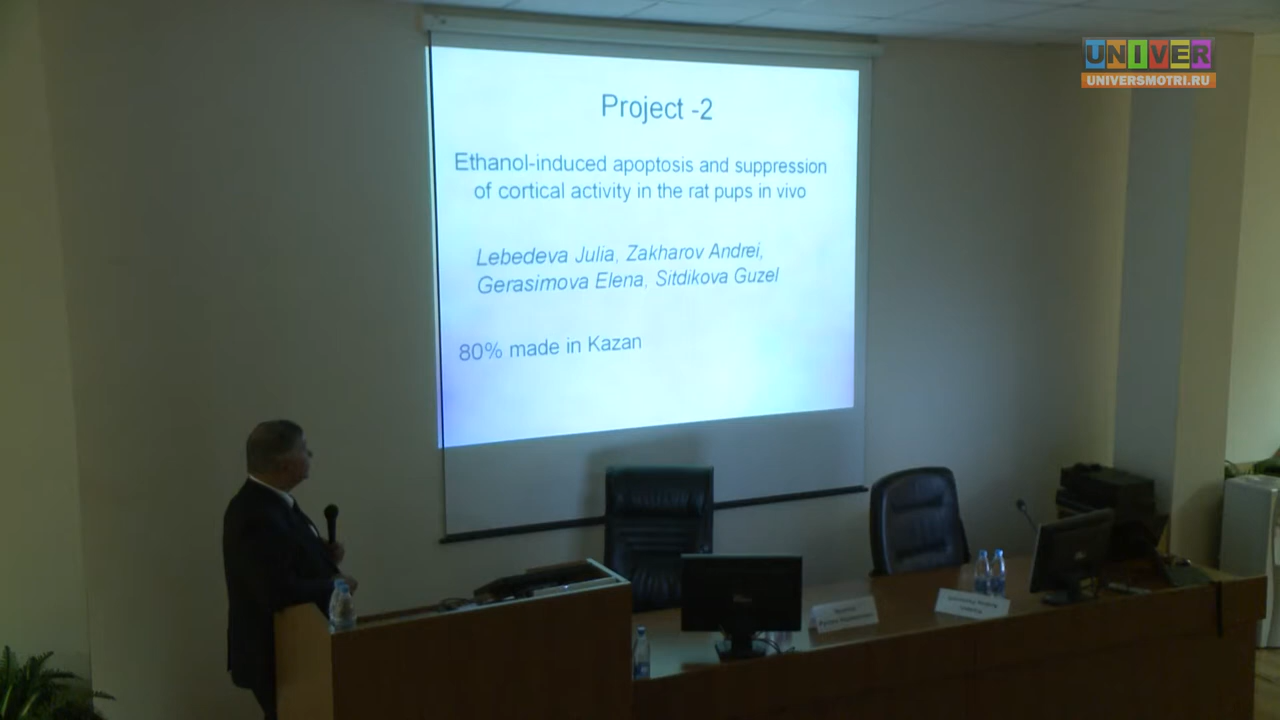 UNIVER
UNIVERSMOTRI.RU
Project -2
Ethanol-induced apoptosis and suppression
of cortical activity in the rat pups in vivo
Lebedeva Julia, Zakharov Andrei,
Gerasimova Elena, Sitdikova Guzel
80% made in Kazan